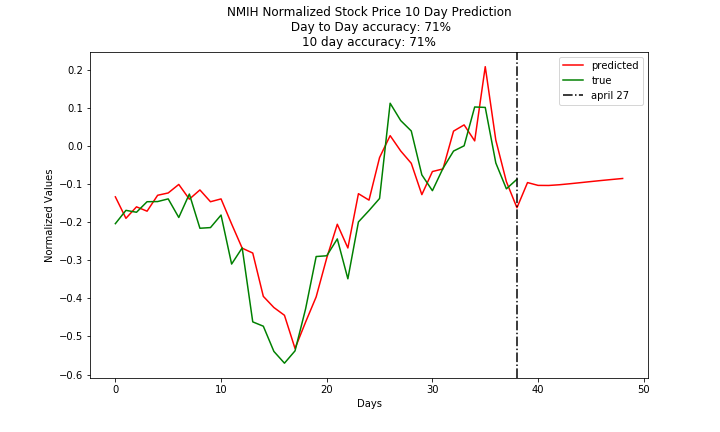 NMIH Normalized Stock Price 10 Day Prediction
Day to Day accuracy: 71%
10 day accuracy: 71%
predicted
true
april 27
0.2
0.1
0.0
−0.1
−0.2
−0.3
−0.4
−0.5
−0.6
Normalized Values
0 10 20 30 40 50
Days